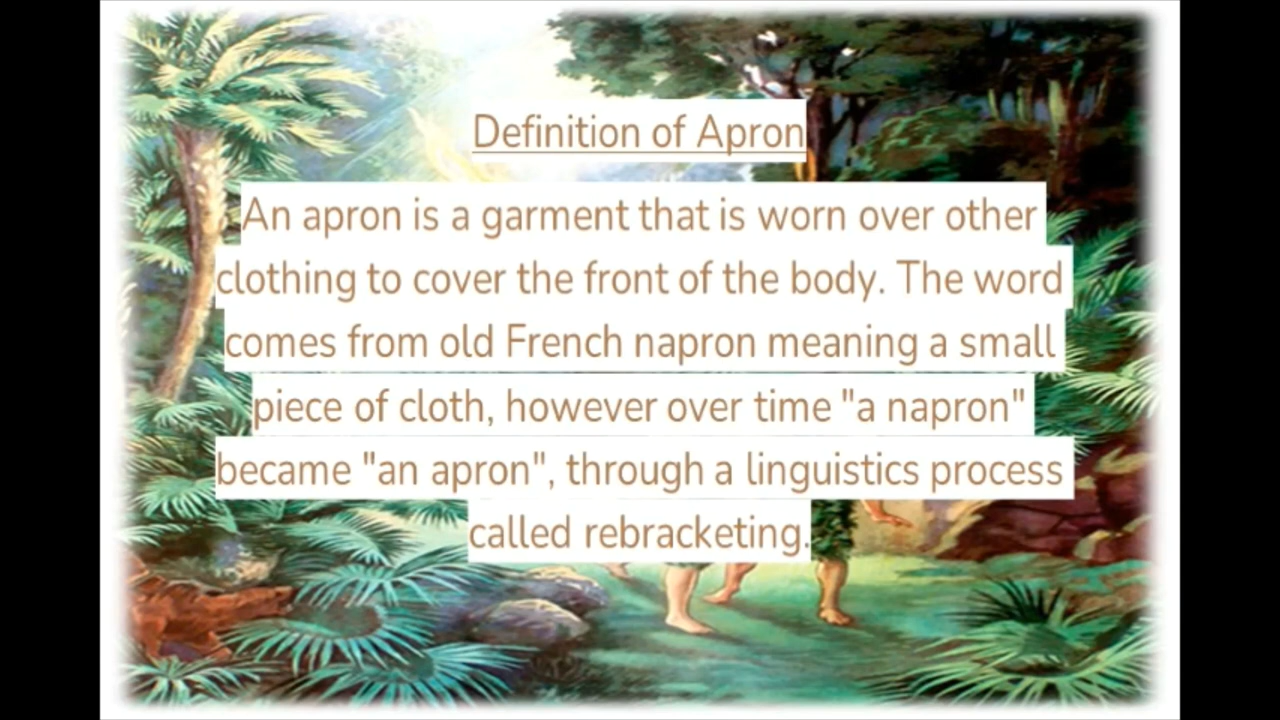 Definition of Apron
An apron is a garment that is worn over other
clothing to cover the front of the body. The word
comes from old French napron meaning a small
piece of cloth, however over time "a napron"
became "an apron", through a linguistics process
called rebracketing.